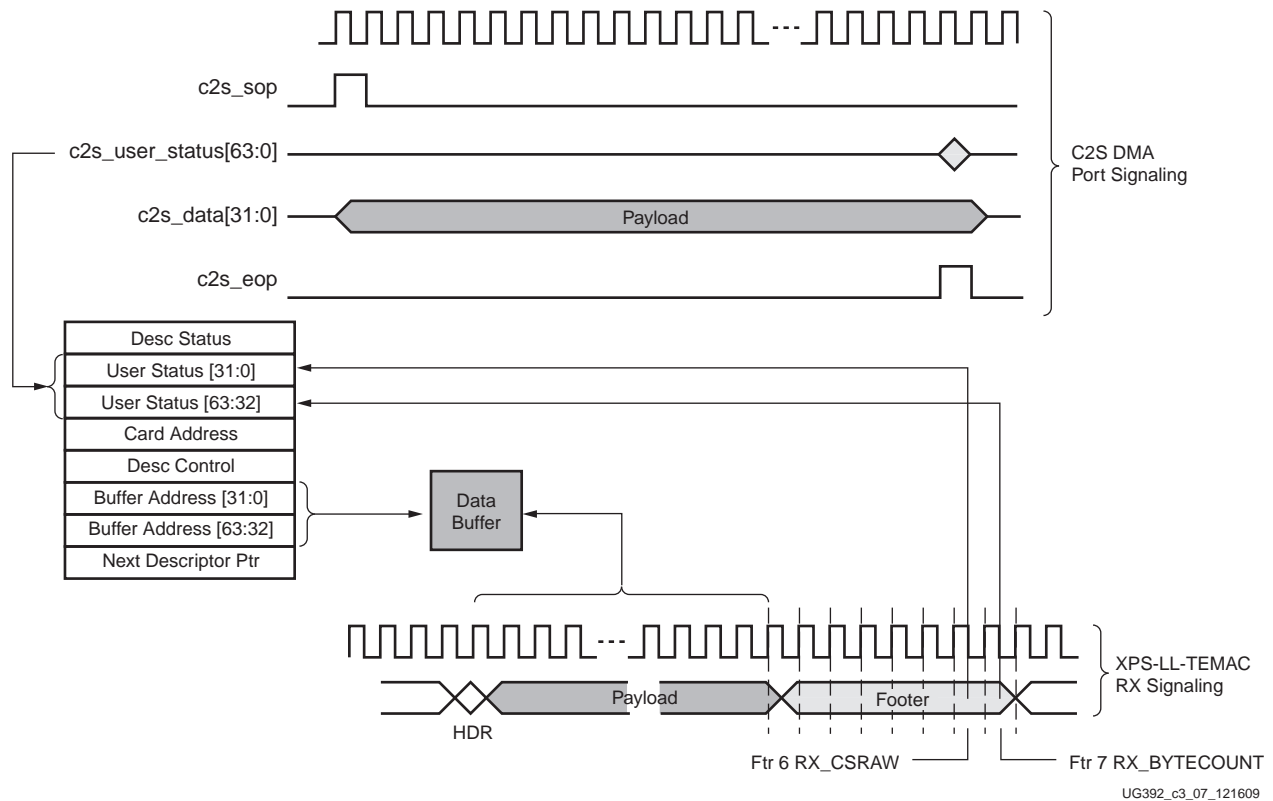 c2s_sop
c2s_user_status[63:0]
C2S DMA
Port Signaling
c2s_data[31:0]
Payload
c2s_eop
Desc Status
User Status [31:0]
User Status [63:32]
Card Address
Desc Control
Buffer Address [31:0]
Buffer Address [63:32]
Next Descriptor Ptr
Data
Buffer
XPS-LL-TEMAC
RX Signaling
Payload
Footer
HDR
Ftr 6 RX_CSRAW
Ftr 7 RX_BYTECOUNT
UG392_c3_07_121609